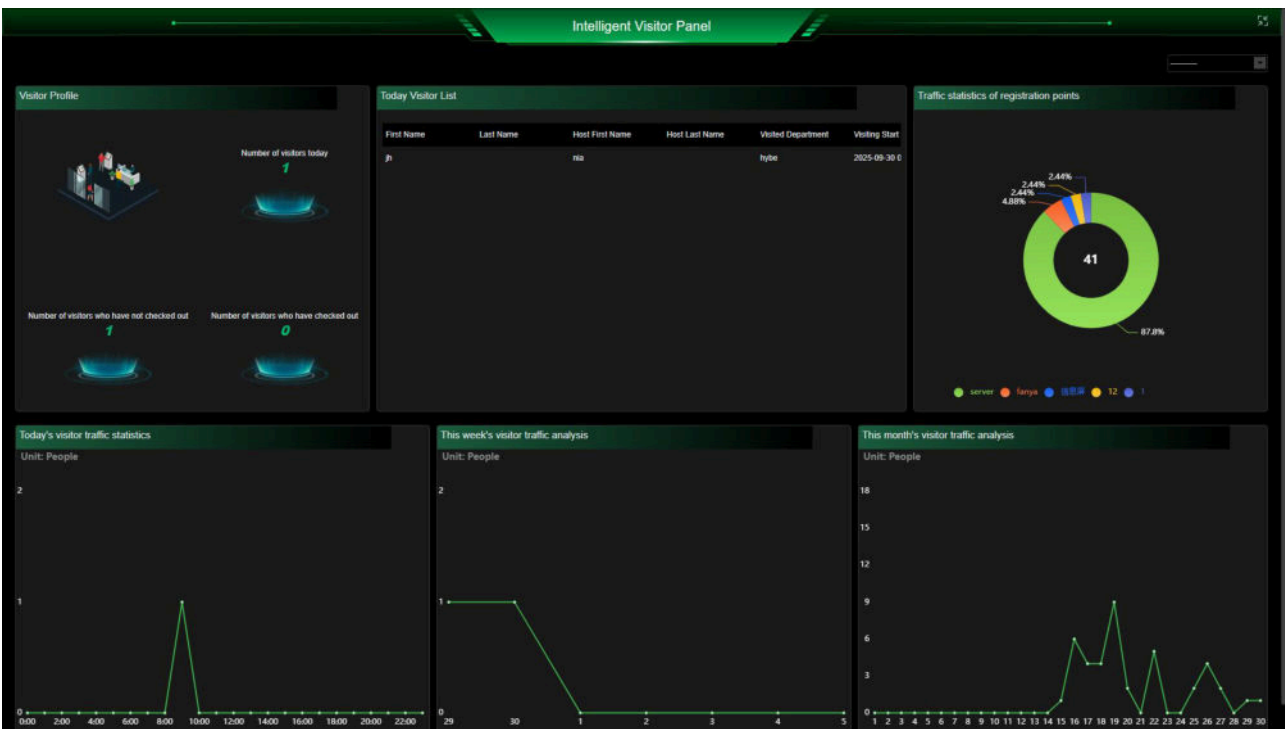 Intelligent Visitor Panel
Visitor Profile
Number of visitors today
1
Number of visitors who have not checked out
1
Number of visitors who have checked out
0
Today Visitor List
First Name Last Name Host First Name Host Last Name Visited Department Visiting Start
jh nia hybe 2025-09-30 0
Traffic statistics of registration points
2.44%
2.44%
2.44%
4.88%
41
87.8%
server fanya 信息屏 12 1
Today's visitor traffic statistics
Unit: People
2
1
0
0:00 2:00 4:00 6:00 8:00 10:00 12:00 14:00 16:00 18:00 20:00 22:00
This week's visitor traffic analysis
Unit: People
2
1
0
29 30 1 2 3 4 5
This month's visitor traffic analysis
Unit: People
18
15
12
9
6
3
0
1 2 3 4 5 6 7 8 9 10 11 12 13 14 15 16 17 18 19 20 21 22 23 24 25 26 27 28 29 30